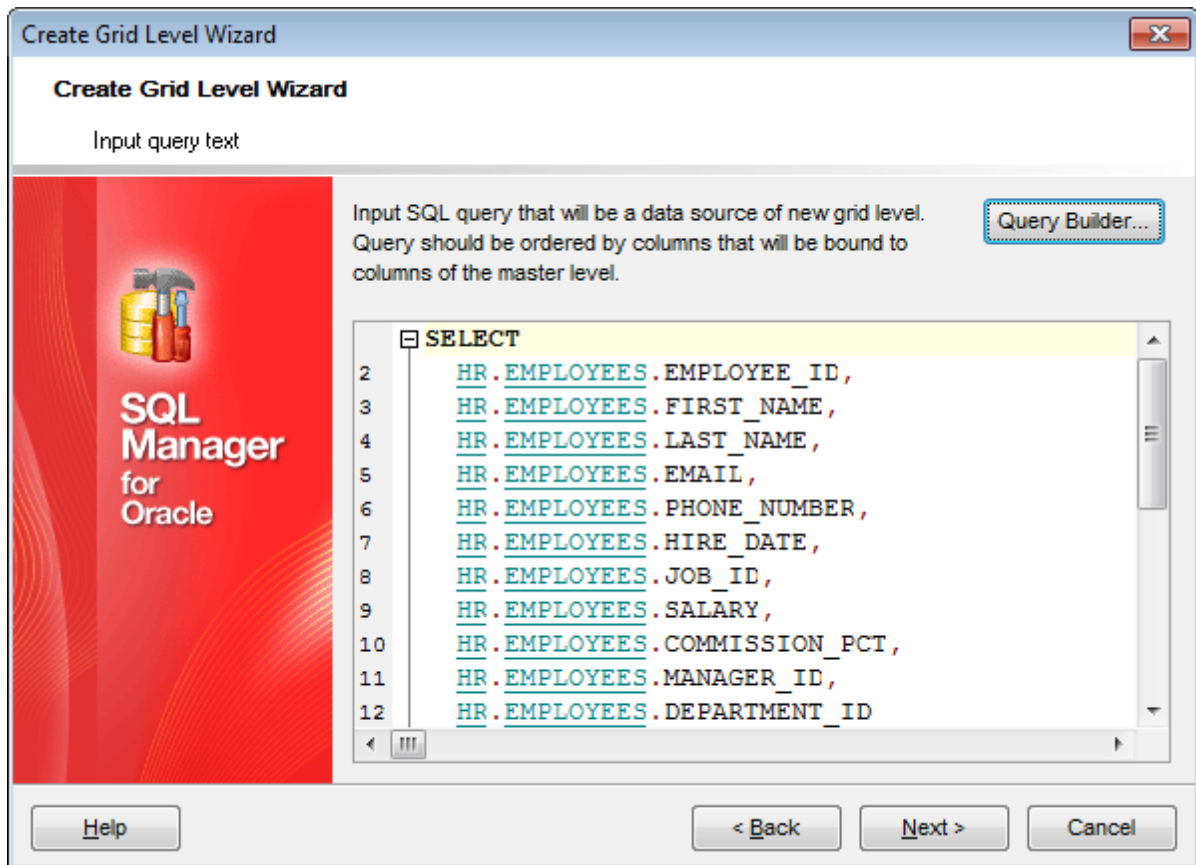 Create Grid Level Wizard
Create Grid Level Wizard
Input query text
Input SQL query that will be a data source of new grid level.
Query should be ordered by columns that will be bound to
columns of the master level.
Query Builder...
SQL
Manager
for
Oracle
SELECT
2 HR.EMPLOYEES.EMPLOYEE_ID,
3 HR.EMPLOYEES.FIRST_NAME,
4 HR.EMPLOYEES.LAST_NAME,
5 HR.EMPLOYEES.EMAIL,
6 HR.EMPLOYEES.PHONE_NUMBER,
7 HR.EMPLOYEES.HIRE_DATE,
8 HR.EMPLOYEES.JOB_ID,
9 HR.EMPLOYEES.SALARY,
10 HR.EMPLOYEES.COMMISSION_PCT,
11 HR.EMPLOYEES.MANAGER_ID,
12 HR.EMPLOYEES.DEPARTMENT_ID
Help
< Back
Next >
Cancel